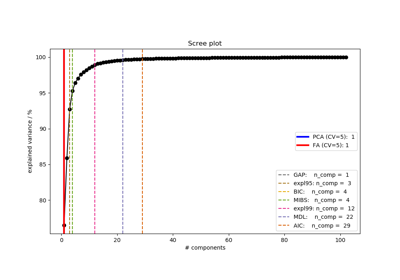 Scree plot
100
95
90
85
80
explained variance / %
PCA (CV=5): 1
FA (CV=5): 1
GAP: n_comp = 1
expl95: n_comp = 3
BIC: n_comp = 4
MIBS: n_comp = 4
expl99: n_comp = 12
MDL: n_comp = 22
AIC: n_comp = 29
0 20 40 60 80 100
# components